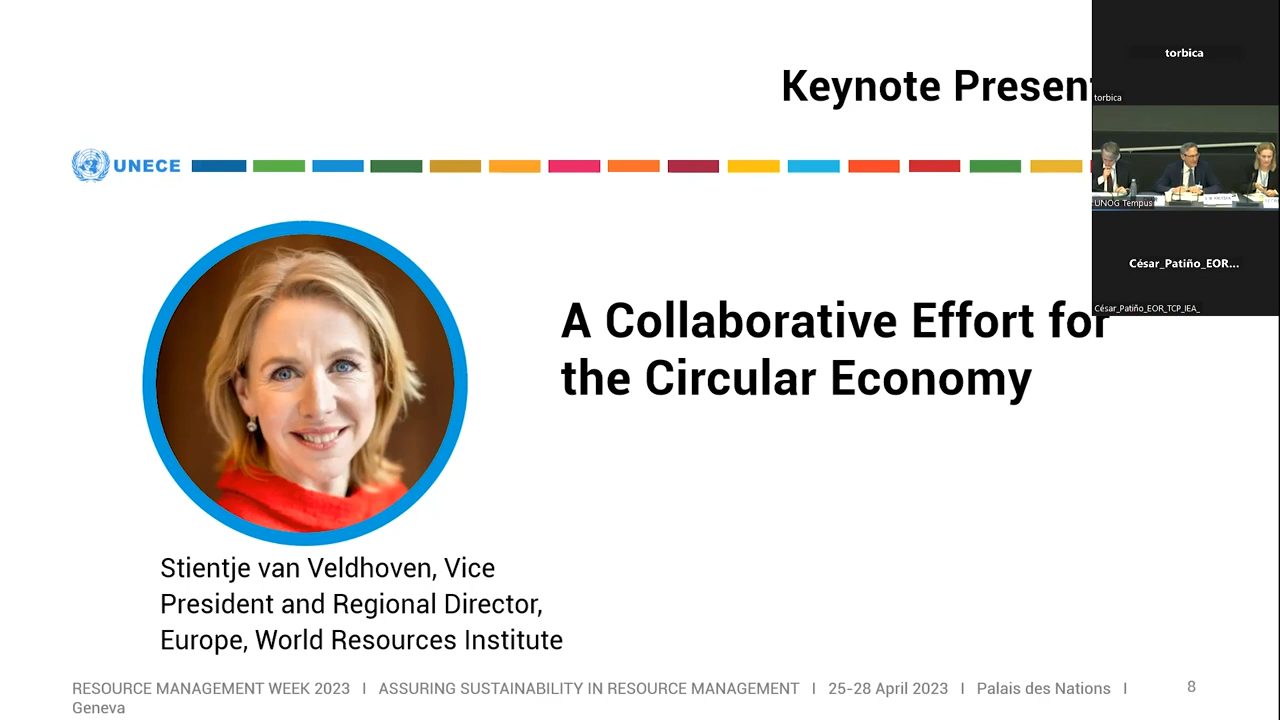 Keynote Present
torbica
torbica
UNECE
UNOG Tempus
César_Patiño_EOR...
César_Patiño_EOR_TCP_IEA_
A Collaborative Effort for
the Circular Economy
Stientje van Veldhoven, Vice
President and Regional Director,
Europe, World Resources Institute
RESOURCE MANAGEMENT WEEK 2023 I ASSURING SUSTAINABILITY IN RESOURCE MANAGEMENT I 25-28 April 2023 I Palais des Nations I
Geneva
8